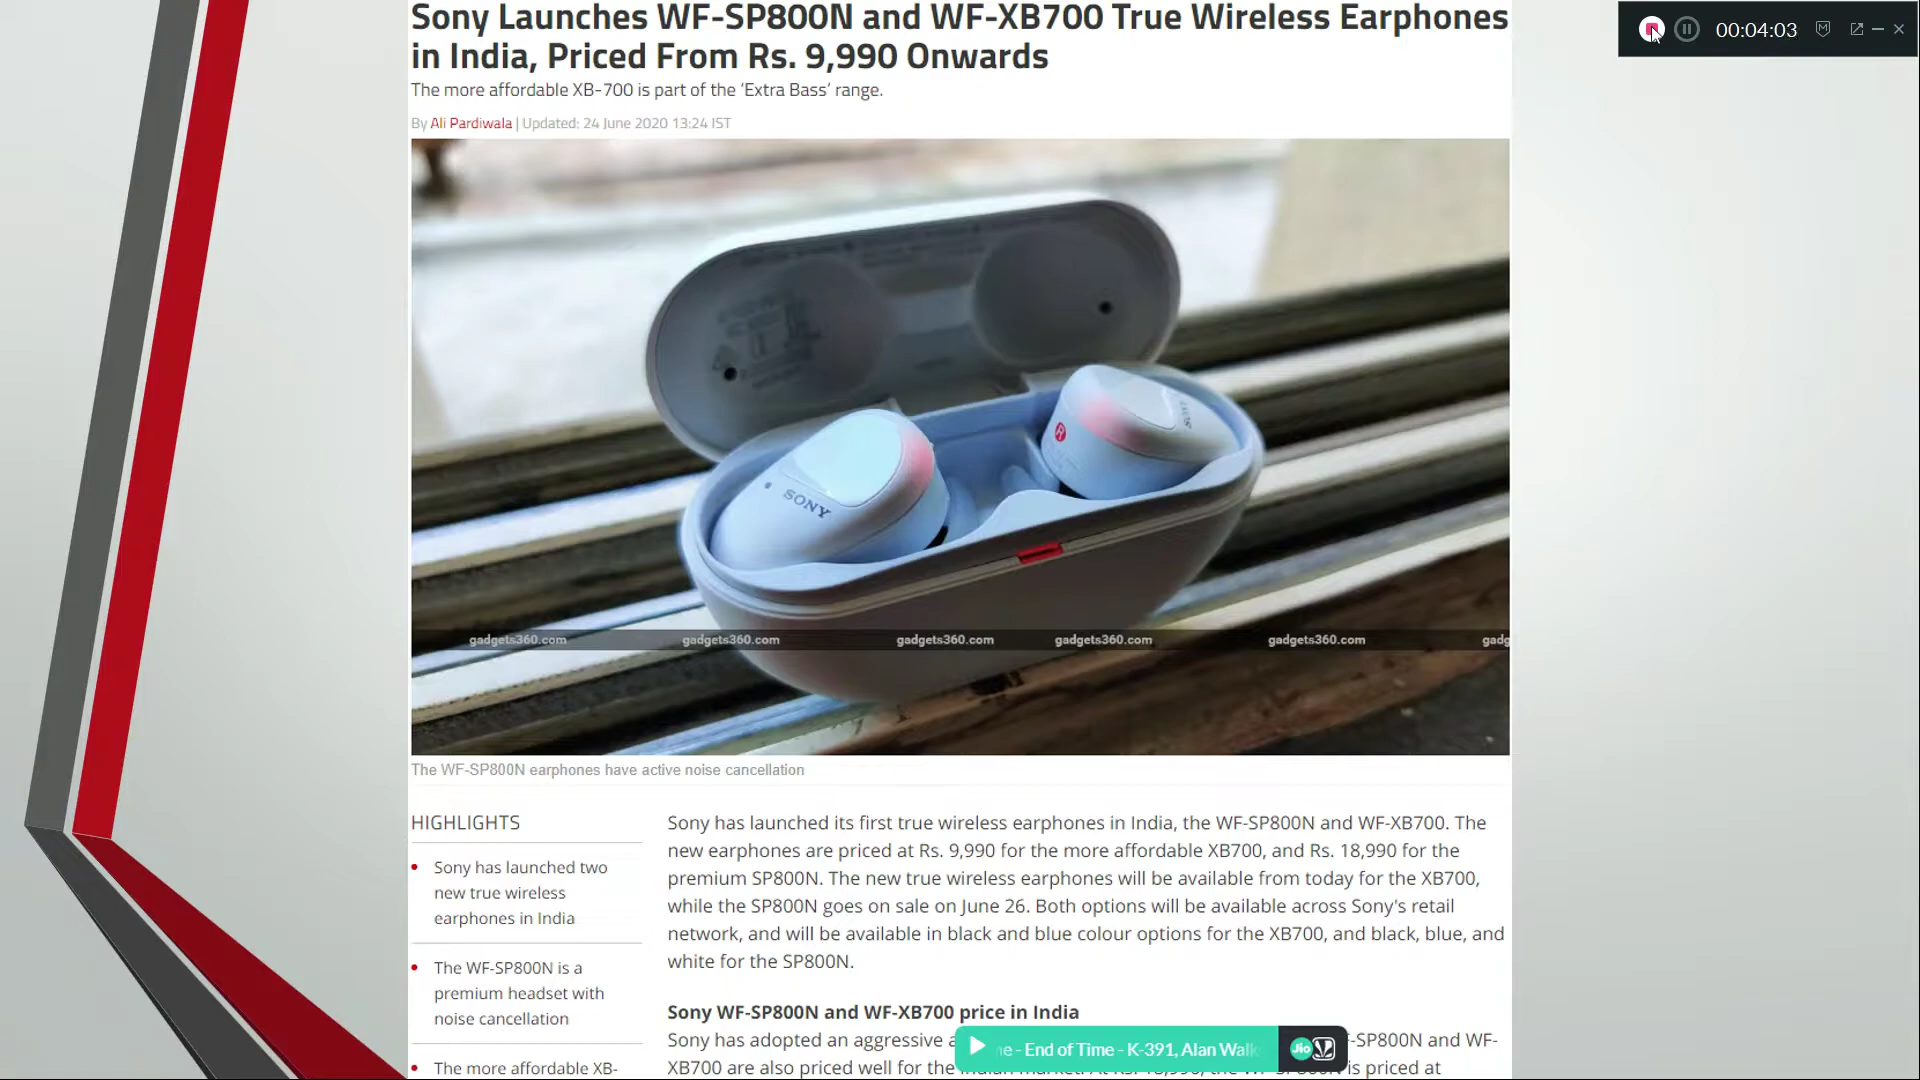 Sony Launches WF-SP800N and WF-XB700 True Wireless Earphones
in India, Priced From Rs. 9,990 Onwards
00:04:03
The more affordable XB-700 is part of the ‘Extra Bass’ range.
By Ali Pardiwala | Updated: 24 June 2020 13:24 IST
R
SONY
SONY
gadgets360.com gadgets360.com gadgets360.com gadgets360.com gadgets360.com gadg
The WF-SP800N earphones have active noise cancellation
HIGHLIGHTS
Sony has launched two
new true wireless
earphones in India
The WF-SP800N is a
premium headset with
noise cancellation
The more affordable XB-
Sony has launched its first true wireless earphones in India, the WF-SP800N and WF-XB700. The
new earphones are priced at Rs. 9,990 for the more affordable XB700, and Rs. 18,990 for the
premium SP800N. The new true wireless earphones will be available from today for the XB700,
while the SP800N goes on sale on June 26. Both options will be available across Sony's retail
network, and will be available in black and blue colour options for the XB700, and black, blue, and
white for the SP800N.
Sony WF-SP800N and WF-XB700 price in India
Sony has adopted an aggressive a F-SP800N and WF-
XB700 are also priced well for the is priced at
ne - End of Time - K-391, Alan Walk
Jio